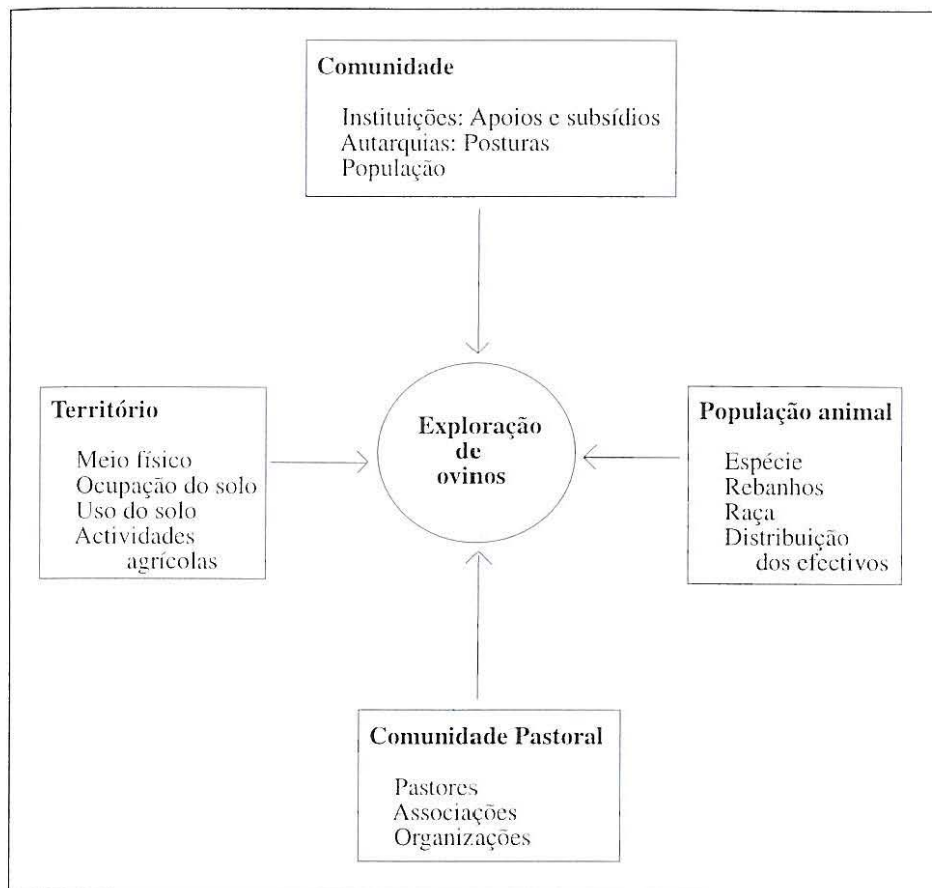 Comunidade
Instituições: Apoios e subsídios
Autarquias: Posturas
População
Território
Meio físico
Ocupação do solo
Uso do solo
Actividades
agrícolas
Exploração
de
ovinos
População animal
Espécie
Rebanhos
Raça
Distribuição
dos efectivos
Comunidade Pastoral
Pastores
Associações
Organizações